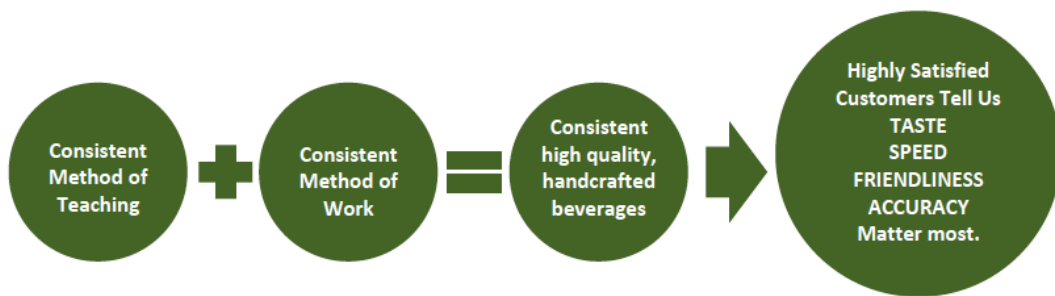 Consistent
Method of
Teaching
Consistent
Method of
Work
Consistent
high quality,
handcrafted
beverages
Highly Satisfied
Customers Tell Us
TASTE
SPEED
FRIENDLINESS
ACCURACY
Matter most.